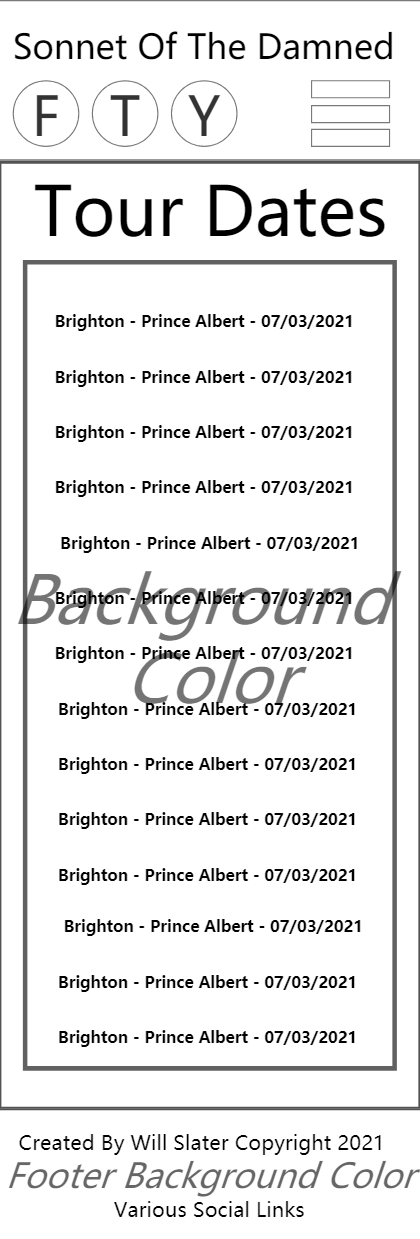 Sonnet Of The Damned
F T Y
Tour Dates
Brighton - Prince Albert - 07/03/2021
Brighton - Prince Albert - 07/03/2021
Brighton - Prince Albert - 07/03/2021
Brighton - Prince Albert - 07/03/2021
Brighton - Prince Albert - 07/03/2021
Background
Brighton - Prince Albert - 07/03/2021
Brighton - Prince Albert - 07/03/2021
Color
Brighton - Prince Albert - 07/03/2021
Brighton - Prince Albert - 07/03/2021
Brighton - Prince Albert - 07/03/2021
Brighton - Prince Albert - 07/03/2021
Brighton - Prince Albert - 07/03/2021
Brighton - Prince Albert - 07/03/2021
Brighton - Prince Albert - 07/03/2021
Created By Will Slater Copyright 2021
Footer Background Color
Various Social Links